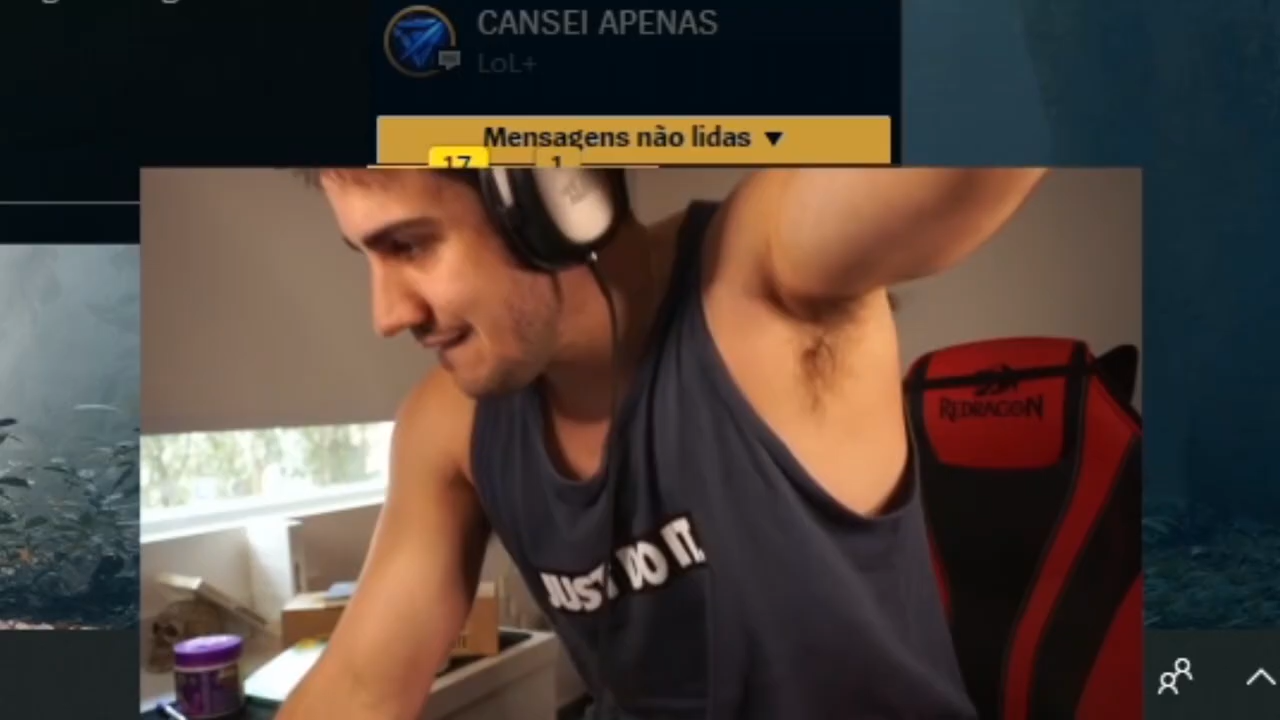 CANSEI APENAS
LoL+
Mensagens não lidas ▼
17 1
REDRAGON
JUST DO IT.